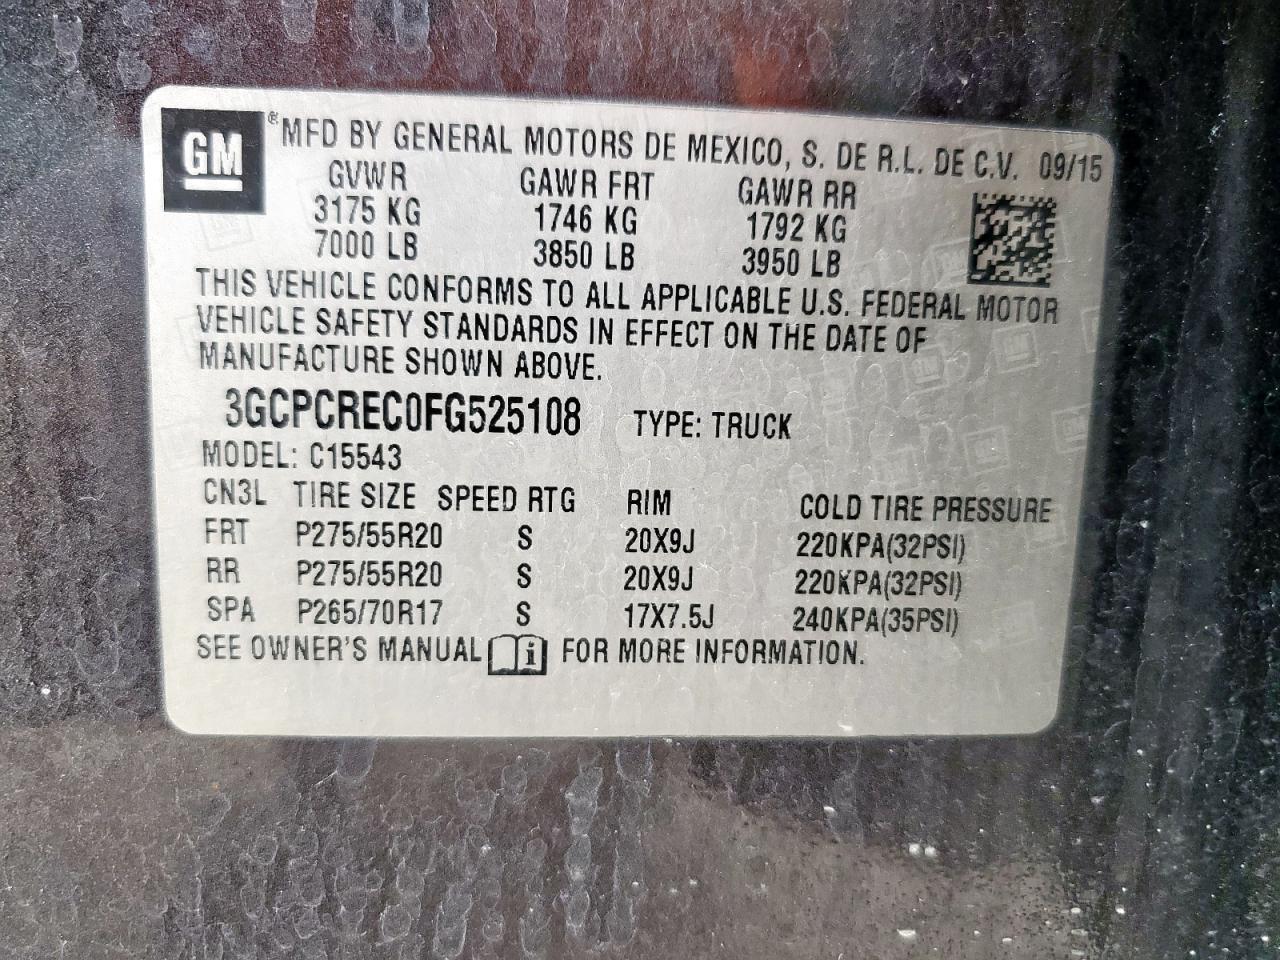 GM ® MFD BY GENERAL MOTORS DE MEXICO, S. DE R.L. DE C.V. 09/15
GVWR GAWR FRT GAWR RR
3175 KG 1746 KG 1792 KG
7000 LB 3850 LB 3950 LB
THIS VEHICLE CONFORMS TO ALL APPLICABLE U.S. FEDERAL MOTOR
VEHICLE SAFETY STANDARDS IN EFFECT ON THE DATE OF
MANUFACTURE SHOWN ABOVE.
3GCPCREC0FG525108 TYPE: TRUCK
MODEL: C15543
CN3L TIRE SIZE SPEED RTG RIM COLD TIRE PRESSURE
FRT P275/55R20 S 20X9J 220KPA(32PSI)
RR P275/55R20 S 20X9J 220KPA(32PSI)
SPA P265/70R17 S 17X7.5J 240KPA(35PSI)
SEE OWNER'S MANUAL i FOR MORE INFORMATION.